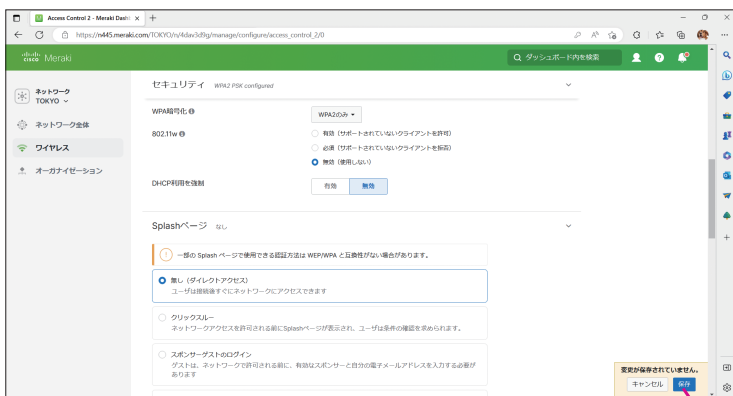 Access Control 2 - Meraki Dashb
https://n445.meraki.com/TOKYO/n/4dav3d9g/manage/configure/access_control_2/0
CISCO Meraki
ダッシュボード内を検索
ネットワーク
TOKYO
ネットワーク全体
ワイヤレス
オーガナイゼーション
セキュリティ WPA2 PSK configured
WPA暗号化
WPA2のみ
802.11w
有効（サポートされていないクライアントを許可）
必須（サポートされていないクライアントを拒否）
無効（使用しない）
DHCP利用を強制
有効 無効
Splashページ なし
一部の Splash ページで使用できる認証方法は WEP/WPA と互換性がない場合があります。
無し（ダイレクトアクセス）
ユーザは接続後すぐにネットワークにアクセスできます
クリックスルー
ネットワークアクセスを許可される前にSplashページが表示され、ユーザは条件の確認を求められます。
スポンサーゲストのログイン
ゲストは、ネットワークで許可される前に、有効なスポンサーと自分の電子メールアドレスを入力する必要が
あります
変更が保存されていません。
キャンセル 保存